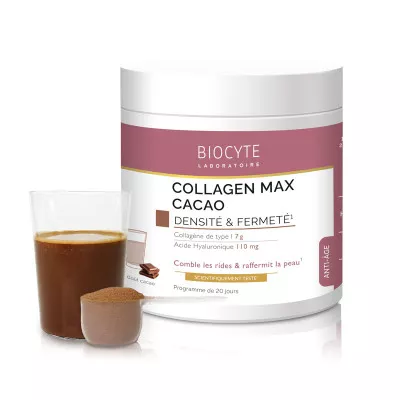 BIOCYTE
LABORATOIRE
COLLAGEN MAX
CACAO
DENSITÉ & FERMETÉ¹
Collagène de type I 7g
Acide Hyaluronique 110 mg
Comble les rides & raffermit la peau¹
SCIENTIFIQUEMENT TESTÉ
Programme de 20 jours
ANTI-ÂGE
CACAO